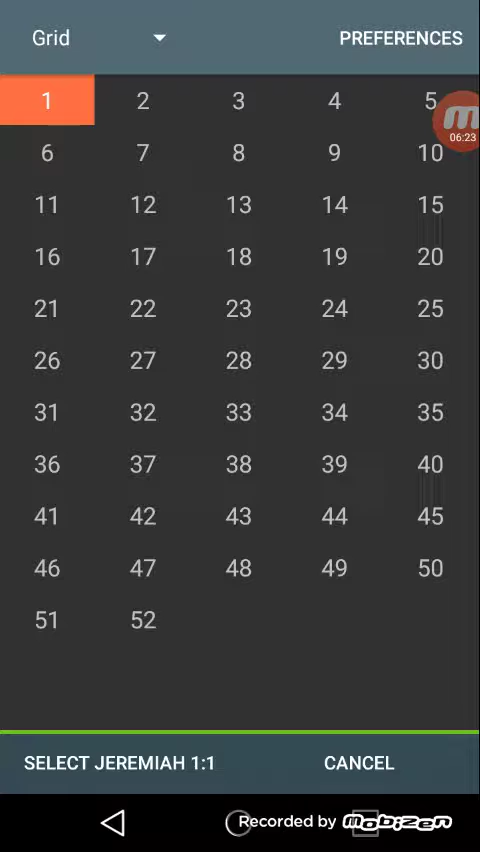 Grid PREFERENCES
1 2 3 4 5
06:23
6 7 8 9 10
11 12 13 14 15
16 17 18 19 20
21 22 23 24 25
26 27 28 29 30
31 32 33 34 35
36 37 38 39 40
41 42 43 44 45
46 47 48 49 50
51 52
SELECT JEREMIAH 1:1 CANCEL
Recorded by mobizen